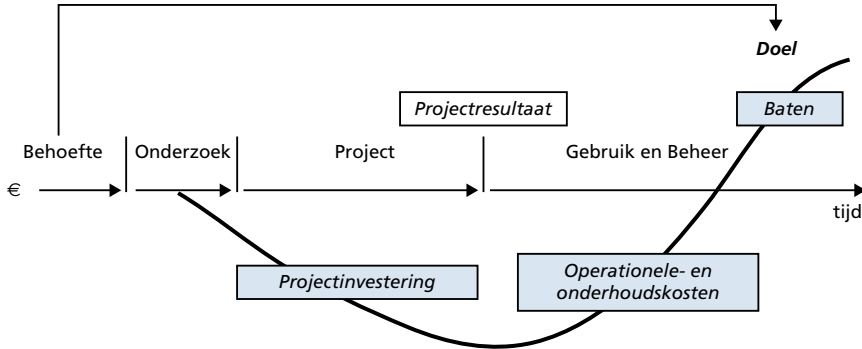 Doel
Projectresultaat
Baten
Behoefte
Onderzoek
Project
Gebruik en Beheer
€
tijd
Projectinvestering
Operationele- en
onderhoudskosten